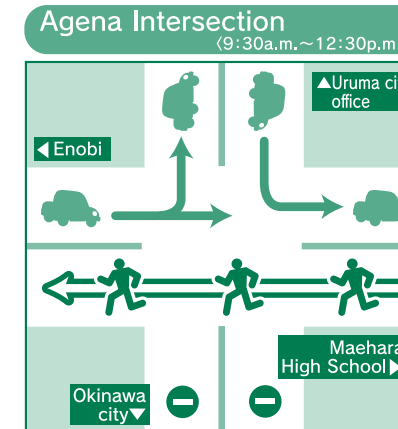 Agena Intersection
〈9:30a.m.～12:30p.m
▲Uruma ci
office
◀Enobi
Maehara
High School▶
Okinawa
city▼